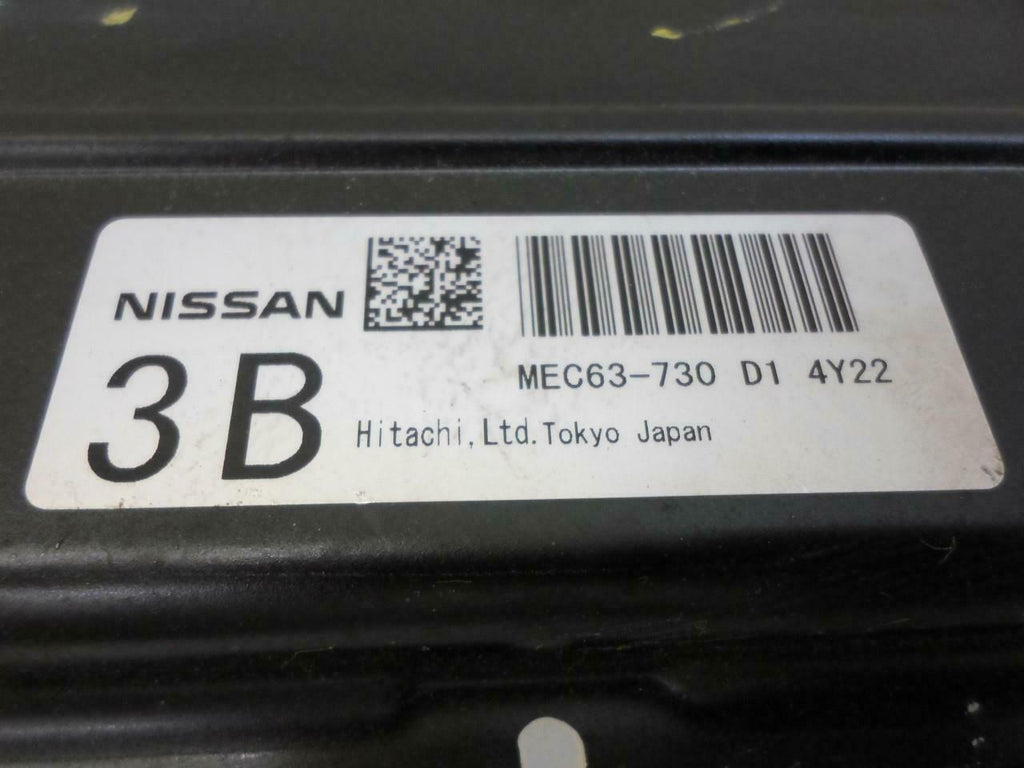 NISSAN
MEC63-730 D1 4Y22
3B
Hitachi,Ltd.Tokyo Japan